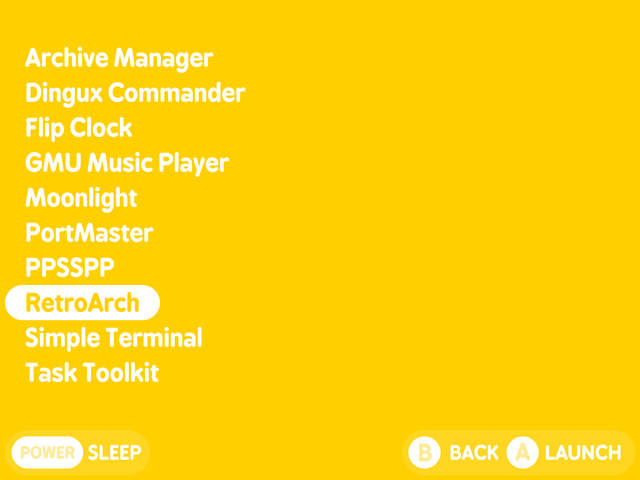 Archive Manager
Dingux Commander
Flip Clock
GMU Music Player
Moonlight
PortMaster
PPSSPP
RetroArch
Simple Terminal
Task Toolkit
POWER SLEEP
B BACK A LAUNCH